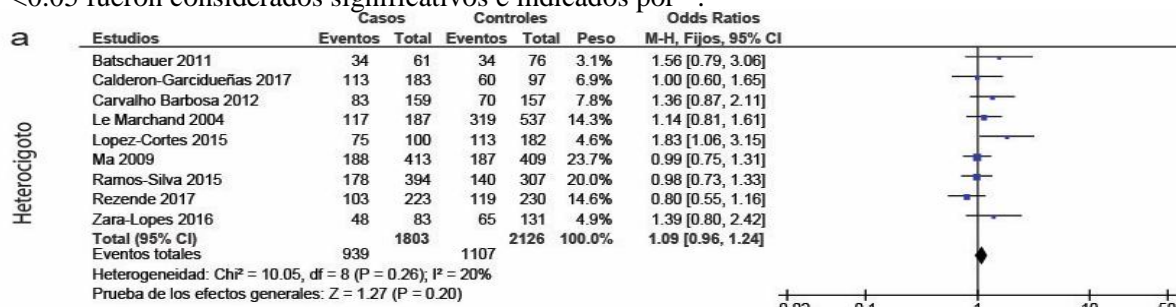 <0.05 fueron considerados significativos e indicados por
Casos Controles Odds Ratios
a Estudios Eventos Total Eventos Total Peso M-H, Fijos, 95% CI
Batschauer 2011 34 61 34 76 3.1% 1.56 [0.79, 3.06]
Calderon-Garcidueñas 2017 113 183 60 97 6.9% 1.00 [0.60, 1.65]
Carvalho Barbosa 2012 83 159 70 157 7.8% 1.36 [0.87, 2.11]
Le Marchand 2004 117 187 319 537 14.3% 1.14 [0.81, 1.61]
Lopez-Cortes 2015 75 100 113 182 4.6% 1.83 [1.06, 3.15]
Ma 2009 188 413 187 409 23.7% 0.99 [0.75, 1.31]
Ramos-Silva 2015 178 394 140 307 20.0% 0.98 [0.73, 1.33]
Rezende 2017 103 223 119 230 14.6% 0.80 [0.55, 1.16]
Zara-Lopes 2016 48 83 65 131 4.9% 1.39 [0.80, 2.42]
Total (95% CI) 1803 2126 100.0% 1.09 [0.96, 1.24]
Eventos totales 939 1107
Heterogeneidad: Chi² = 10.05, df = 8 (P = 0.26); I² = 20%
Prueba de los efectos generales: Z = 1.27 (P = 0.20)
Heterocigoto